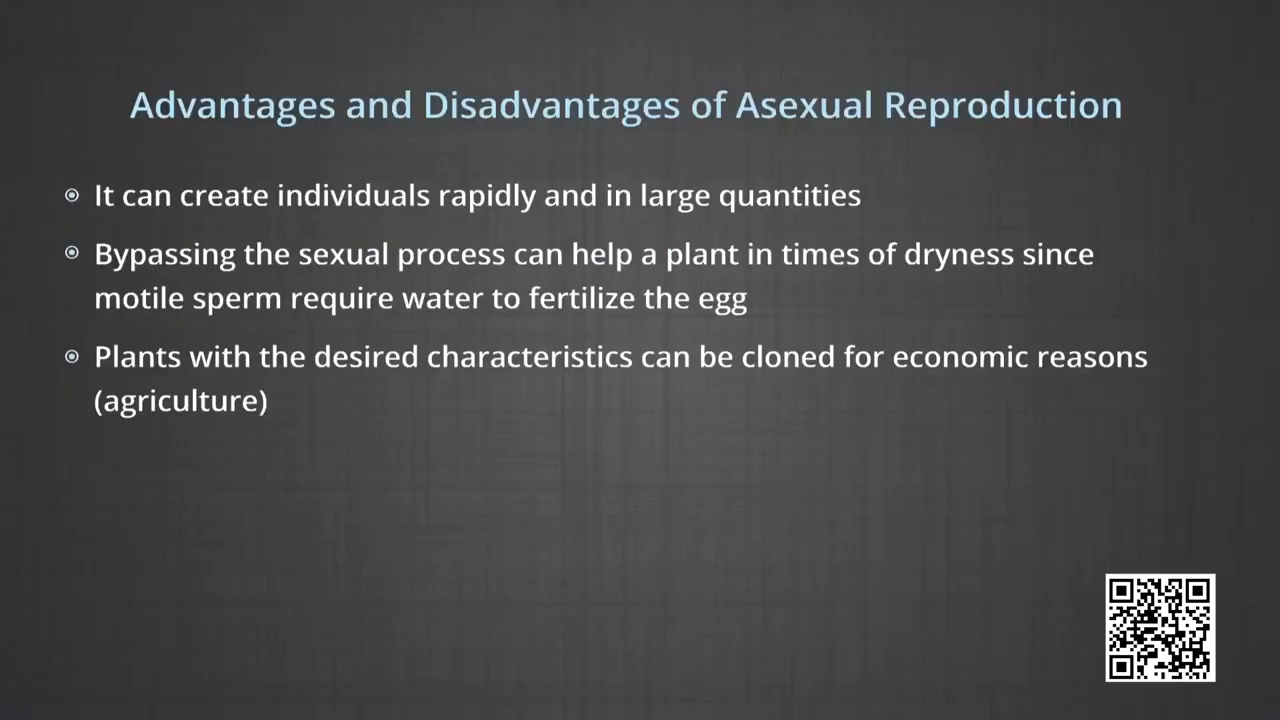 Advantages and Disadvantages of Asexual Reproduction
It can create individuals rapidly and in large quantities
Bypassing the sexual process can help a plant in times of dryness since
motile sperm require water to fertilize the egg
Plants with the desired characteristics can be cloned for economic reasons
(agriculture)